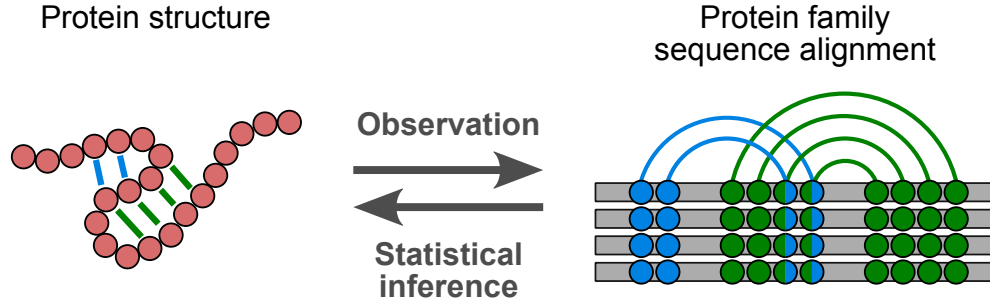 Protein structure
Protein family
sequence alignment
Observation
Statistical
inference